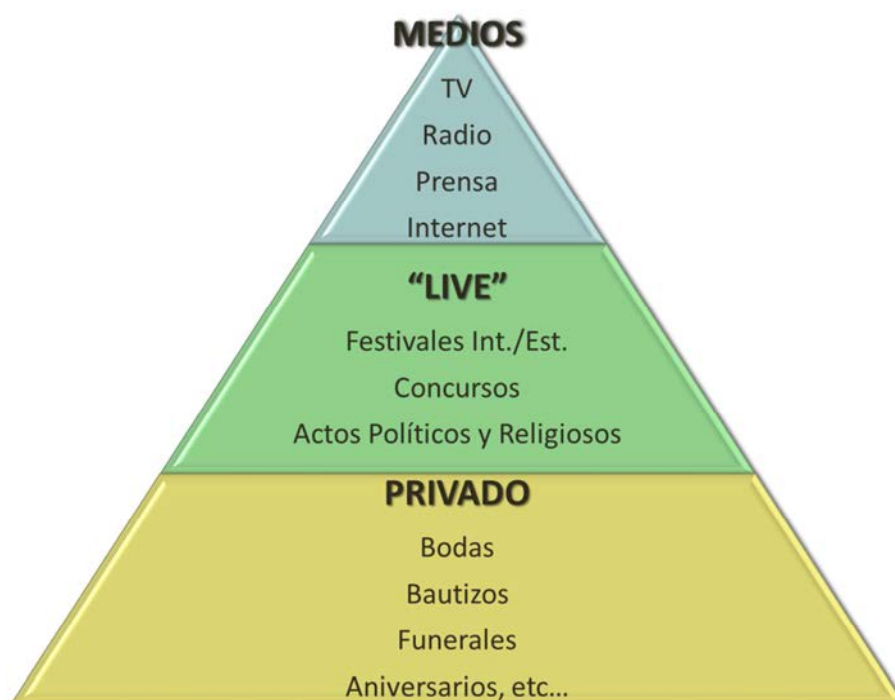 MEDIOS
TV
Radio
Prensa
Internet
“LIVE”
Festivales Int./Est.
Concursos
Actos Políticos y Religiosos
PRIVADO
Bodas
Bautizos
Funerales
Aniversarios, etc...